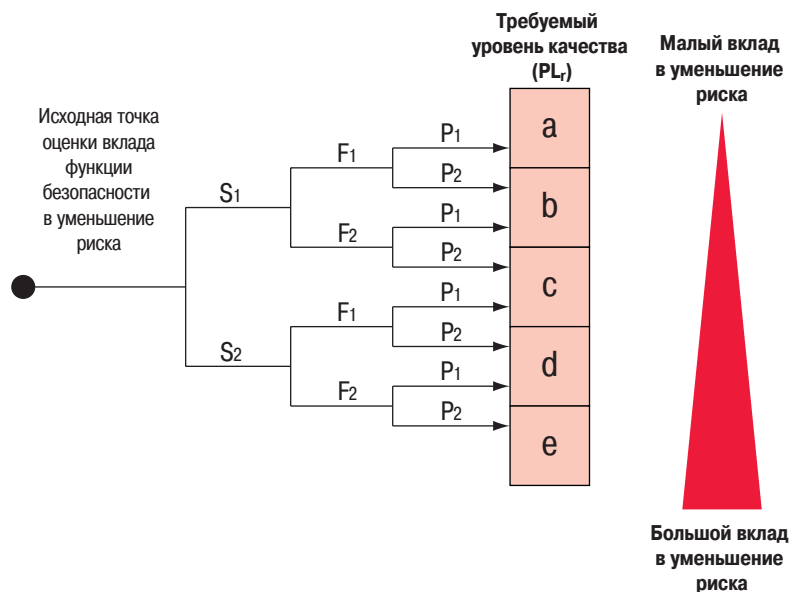 Требуемый
уровень качества
(PLr)
Малый вклад
в уменьшение
риска
Исходная точка
оценки вклада
функции
безопасности
в уменьшение
риска
S1
F1
P1
P2
F2
P1
P2
S2
F1
P1
P2
F2
P1
P2
a
b
c
d
e
Большой вклад
в уменьшение
риска